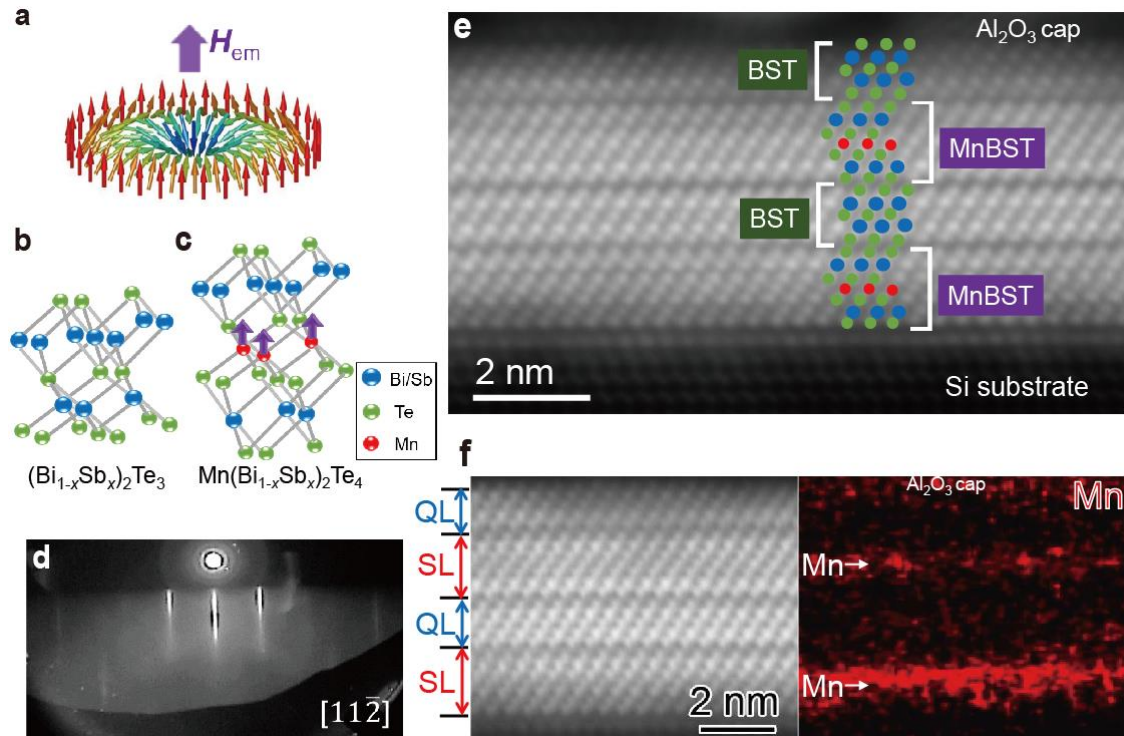 a
H_em
b
c
Bi/Sb
Te
Mn
(Bi₁₋ₓSbₓ)₂Te₃
Mn(Bi₁₋ₓSbₓ)₂Te₄
d
[112̄]
e
Al₂O₃ cap
BST
MnBST
BST
MnBST
2 nm
Si substrate
f
QL
SL
QL
SL
2 nm
Al₂O₃ cap
Mn
Mn→
Mn→